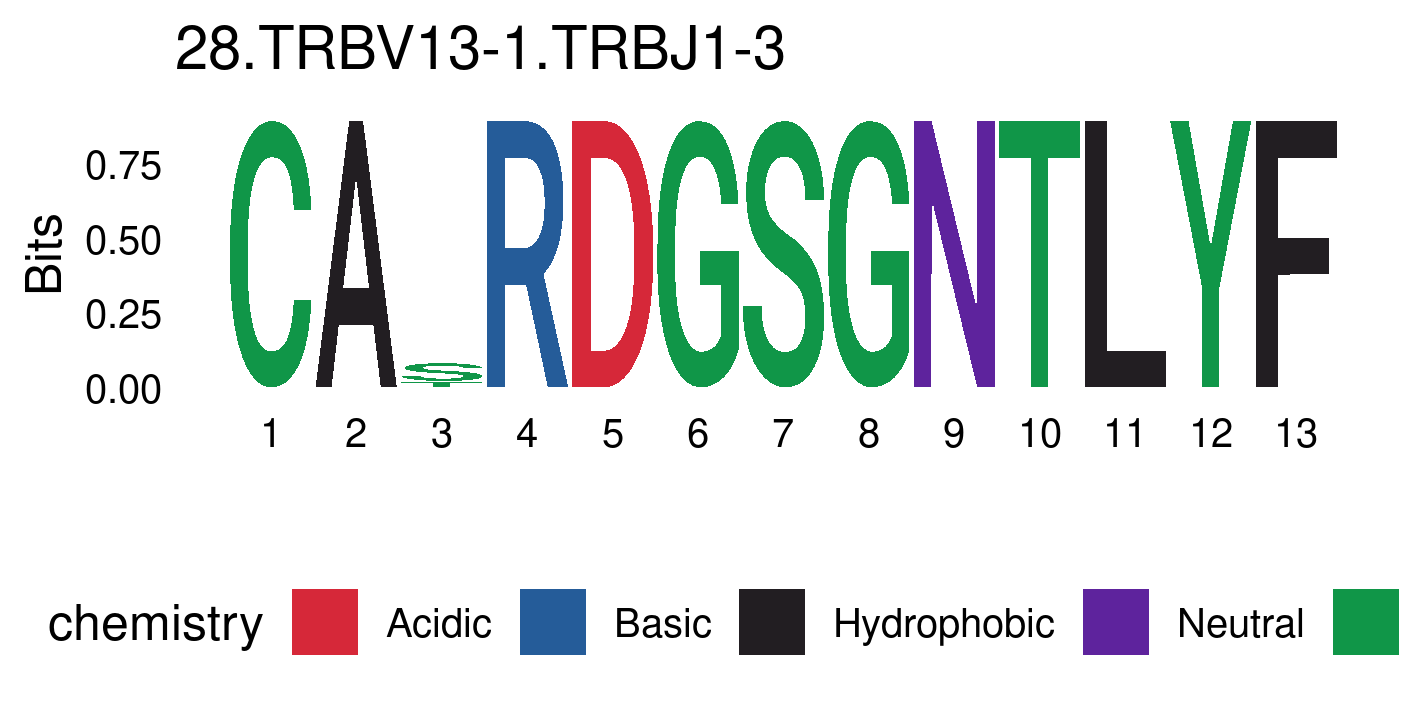 28.TRBV13-1.TRBJ1-3
Bits
0.75
0.50
0.25
0.00
CASRDGSGNTLYF
T
1 2 3 4 5 6 7 8 9 10 11 12 13
chemistry Acidic Basic Hydrophobic Neutral